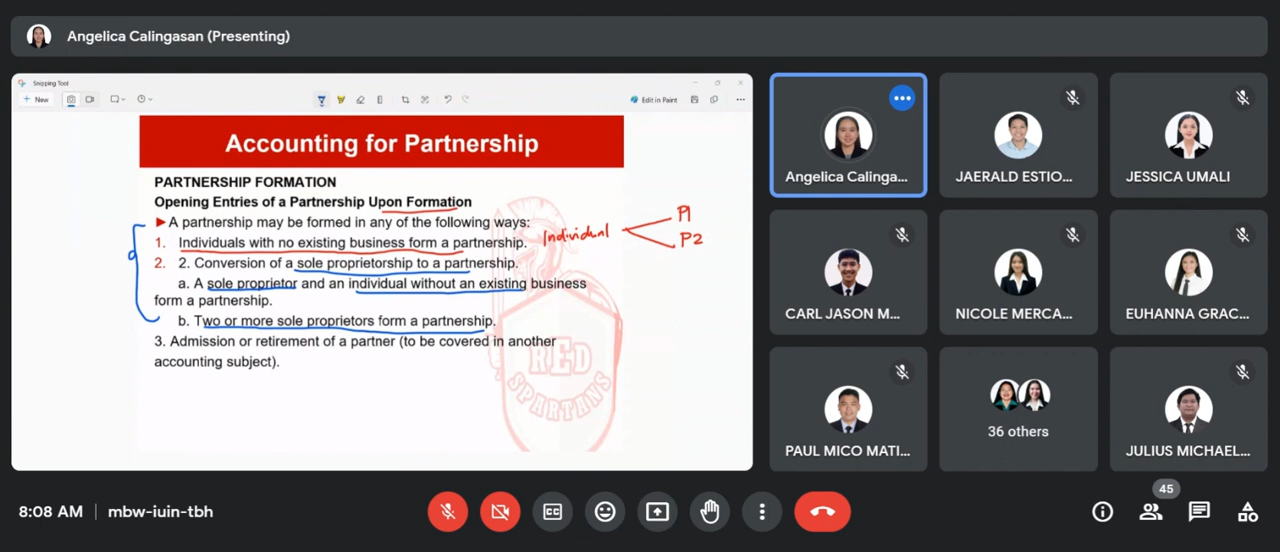 Angelica Calingasan (Presenting)
Snipping Tool
New
Edit in Paint
Accounting for Partnership
PARTNERSHIP FORMATION
Opening Entries of a Partnership Upon Formation
►A partnership may be formed in any of the following ways:
1. Individuals with no existing business form a partnership.
Individual
P1
P2
2. 2. Conversion of a sole proprietorship to a partnership.
a. A sole proprietor and an individual without an existing business
form a partnership.
b. Two or more sole proprietors form a partnership.
3. Admission or retirement of a partner (to be covered in another
accounting subject).
RED
SPARTANS
Angelica Calinga...
JAERALD ESTIO...
JESSICA UMALI
CARL JASON M...
NICOLE MERCA...
EUHANNA GRAC...
PAUL MICO MATI...
36 others
JULIUS MICHAEL...
8:08 AM | mbw-iuin-tbh
CC
45